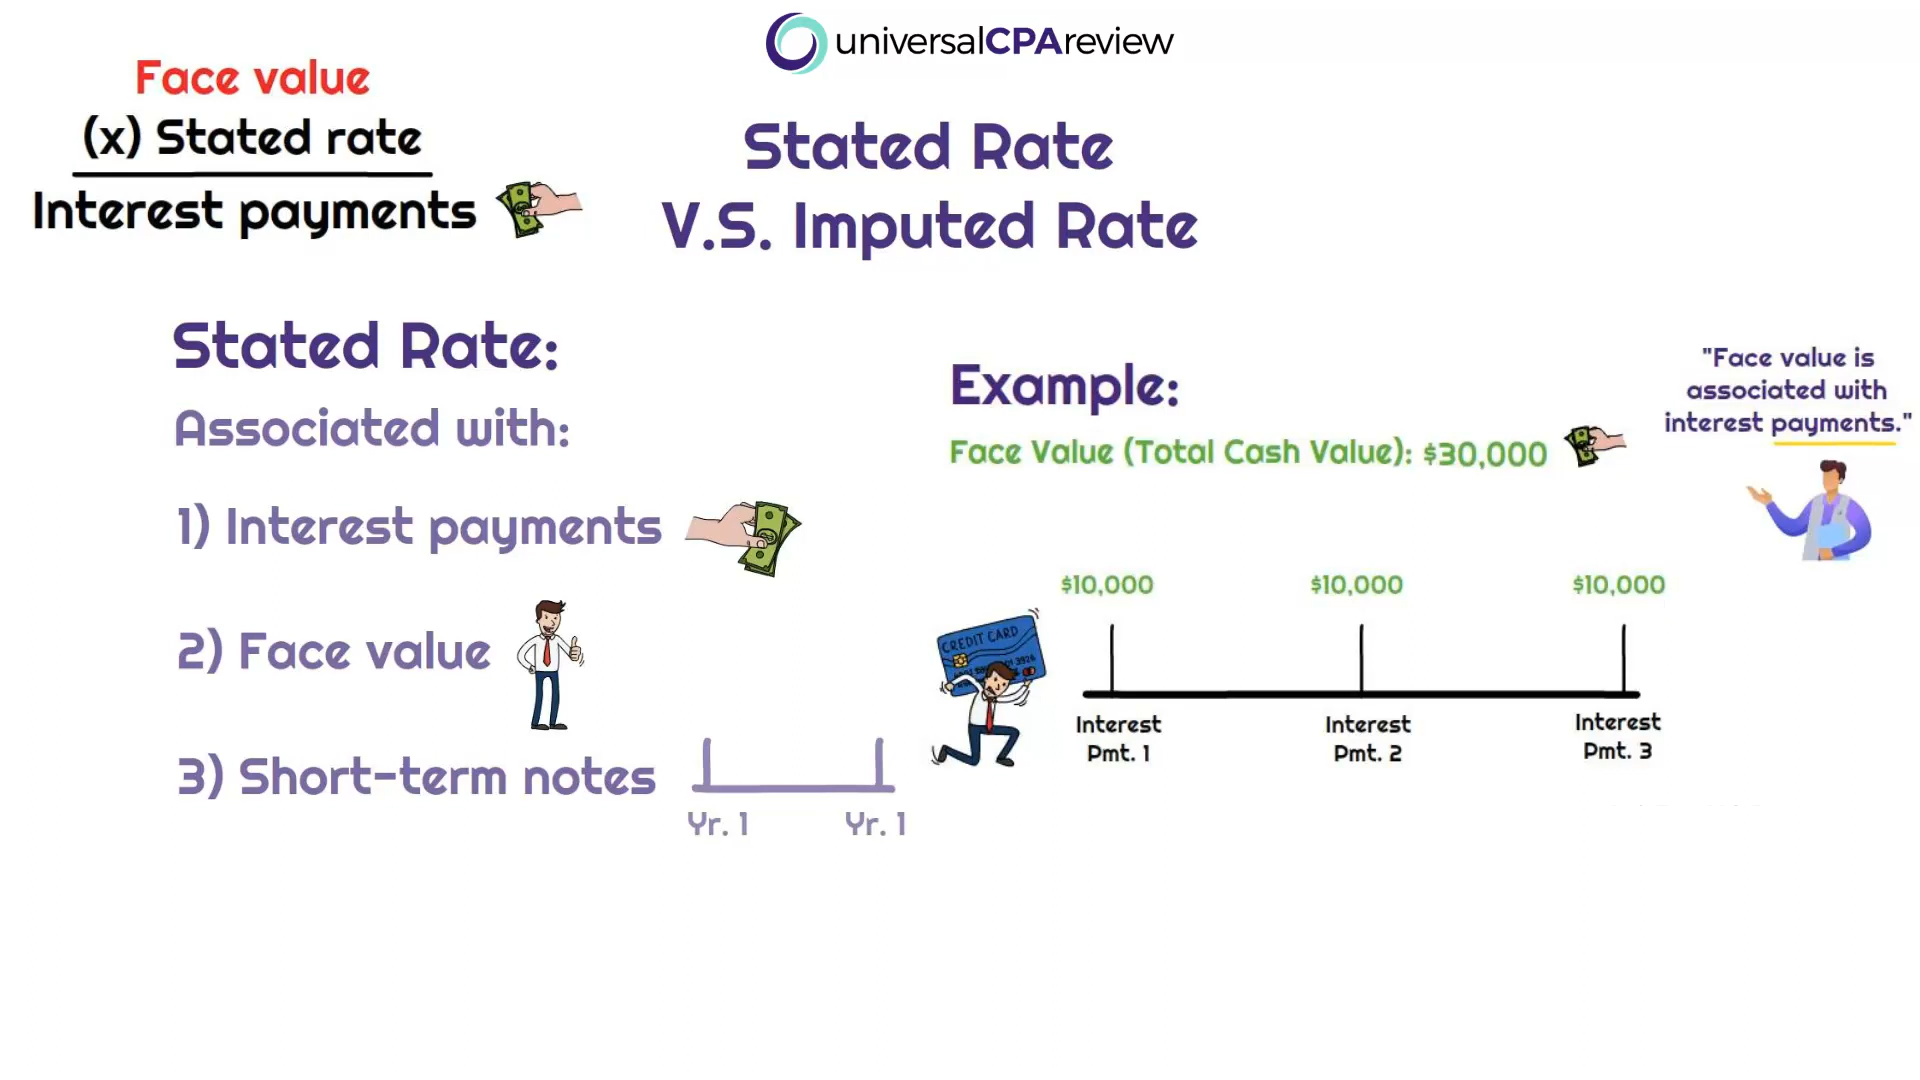 universalCPAreview
Face value
(x) Stated rate
Interest payments
Stated Rate
V.S. Imputed Rate
Stated Rate:
Associated with:
1) Interest payments
2) Face value
3) Short-term notes
Yr. 1
Yr. 1
Example:
Face Value (Total Cash Value): $30,000
"Face value is
associated with
interest payments."
$10,000
$10,000
$10,000
CREDIT CARD
Interest
Pmt. 1
Interest
Pmt. 2
Interest
Pmt. 3